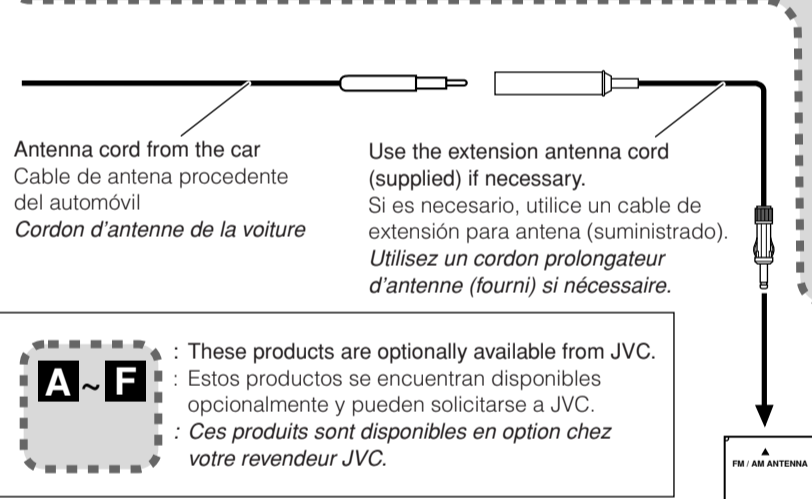 Antenna cord from the car
Cable de antena procedente
del automóvil
Cordon d'antenne de la voiture
Use the extension antenna cord
(supplied) if necessary.
Si es necesario, utilice un cable de
extensión para antena (suministrado).
Utilisez un cordon prolongateur
d'antenne (fourni) si nécessaire.
A ~ F
: These products are optionally available from JVC.
: Estos productos se encuentran disponibles
opcionalmente y pueden solicitarse a JVC.
: Ces produits sont disponibles en option chez
votre revendeur JVC.
FM / AM ANTENNA